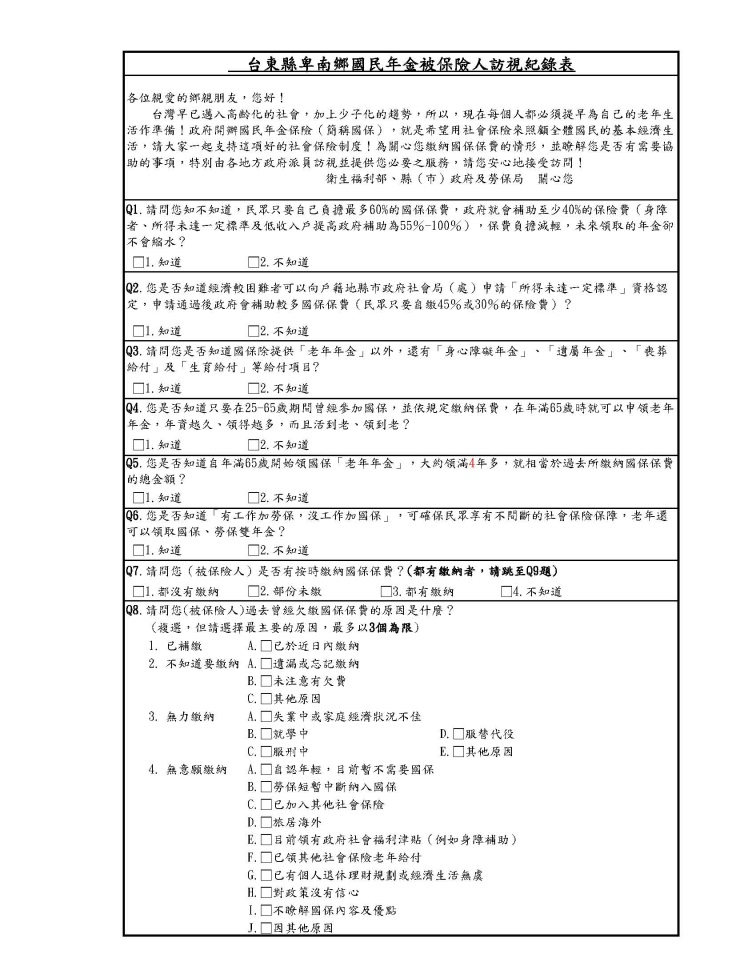 台東縣卑南鄉國民年金被保險人訪視紀錄表
各位親愛的鄉親朋友，您好！
台灣早已邁入高齡化的社會，加上少子化的趨勢，所以，現在每個人都必須提早為自己的老年生
活作準備！政府開辦國民年金保險（簡稱國保），就是希望用社會保險來照顧全體國民的基本經濟生
活，請大家一起支持這項好的社會保險制度！為關心您繳納國保保費的情形，並瞭解您是否有需要協
助的事項，特別由各地方政府派員訪視並提供您必要之服務，請您安心地接受訪問！
衛生福利部、縣（市）政府及勞保局　關心您
Q1.請問您知不知道，民眾只要自己負擔最多60%的國保保費，政府就會補助至少40%的保險費（身障
者、所得未達一定標準及低收入戶提高政府補助為55%-100%），保費負擔減輕，未來領取的年金卻
不會縮水？
□1.知道　□2.不知道
Q2.您是否知道經濟較困難者可以向戶籍地縣市政府社會局（處）申請「所得未達一定標準」資格認
定，申請通過後政府會補助較多國保保費（民眾只要自繳45%或30%的保險費）？
□1.知道　□2.不知道
Q3.請問您是否知道國保除提供「老年年金」以外，還有「身心障礙年金」、「遺屬年金」、「喪葬
給付」及「生育給付」等給付項目?
□1.知道　□2.不知道
Q4.您是否知道只要在25-65歲期間曾經參加國保，並依規定繳納保費，在年滿65歲時就可以申領老年
年金，年資越久、領得越多，而且活到老、領到老？
□1.知道　□2.不知道
Q5.您是否知道自年滿65歲開始領國保「老年年金」，大約領滿4年多，就相當於過去所繳納國保保費
的總金額？
□1.知道　□2.不知道
Q6.您是否知道「有工作加勞保，沒工作加國保」，可確保民眾享有不間斷的社會保險保障，老年還
可以領取國保、勞保雙年金？
□1.知道　□2.不知道
Q7.請問您（被保險人）是否有按時繳納國保保費？(都有繳納者，請跳至Q9題)
□1.都沒有繳納　□2.部份未繳　□3.都有繳納　□4.不知道
Q8.請問您(被保險人)過去曾經欠繳國保保費的原因是什麼？
(複選，但請選擇最主要的原因，最多以3個為限)
1. 已補繳　A.□已於近日內繳納
2. 不知道要繳納 A.□遺漏或忘記繳納
B.□未注意有欠費
C.□其他原因
3. 無力繳納　A.□失業中或家庭經濟狀況不佳
B.□就學中　D.□服替代役
C.□服刑中　E.□其他原因
4. 無意願繳納　A.□自認年輕，目前暫不需要國保
B.□勞保短暫中斷納入國保
C.□已加入其他社會保險
D.□旅居海外
E.□目前領有政府社會福利津貼（例如身障補助）
F.□已領其他社會保險老年給付
G.□已有個人退休理財規劃或經濟生活無虞
H.□對政策沒有信心
I.□不瞭解國保內容及優點
J.□因其他原因